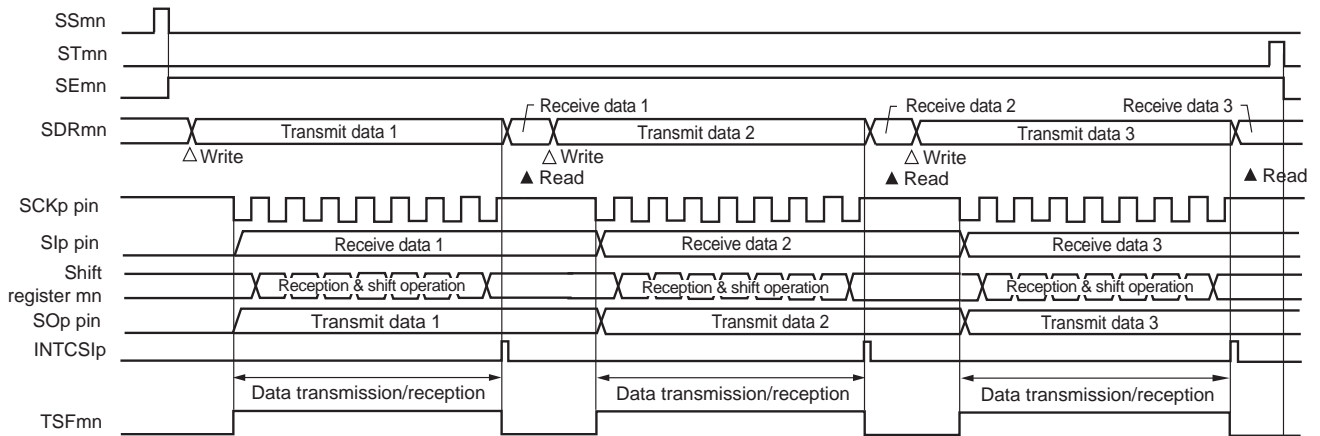 SSmn
STmn
SEmn
Receive data 1
Receive data 2
Receive data 3
SDRmn
Transmit data 1
Transmit data 2
Transmit data 3
△ Write
△ Write
△ Write
▲ Read
▲ Read
▲ Read
SCKp pin
SIp pin
Receive data 1
Receive data 2
Receive data 3
Shift
register mn
Reception & shift operation
Reception & shift operation
Reception & shift operation
SOp pin
Transmit data 1
Transmit data 2
Transmit data 3
INTCSIp
Data transmission/reception
Data transmission/reception
Data transmission/reception
TSFmn